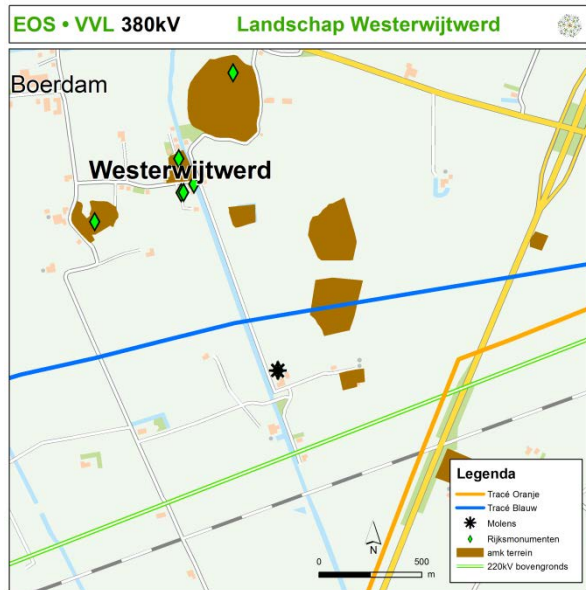 EOS • VVL 380kV Landschap Westerwijtwerd
Boerdam
Westerwijtwerd
Legenda
Tracé Oranje
Tracé Blauw
Molens
Rijksmonumenten
amk terrein
220kV bovengronds
N
0 500
m